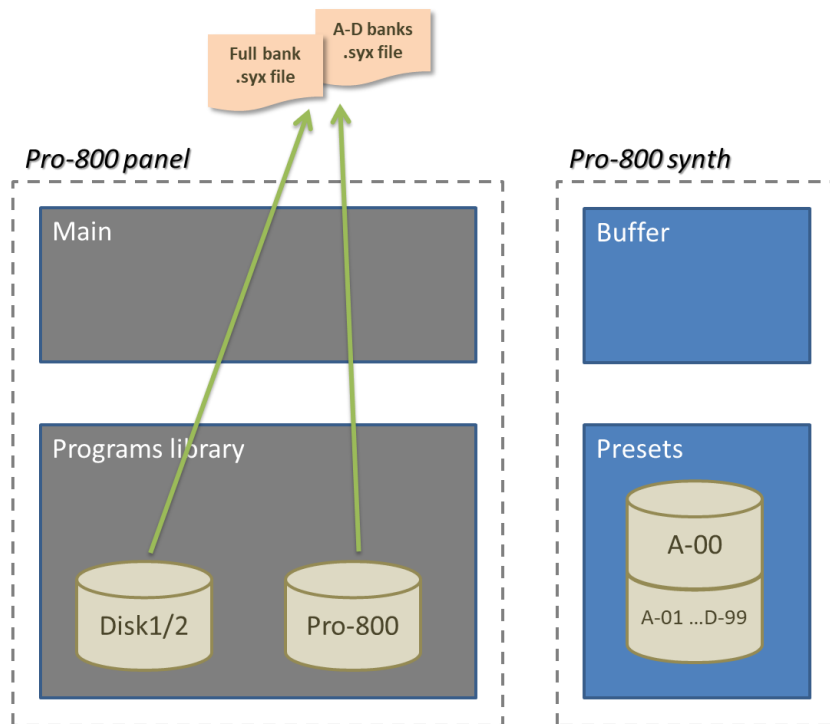 Full bank
.syx file
A-D banks
.syx file
Pro-800 panel
Pro-800 synth
Main
Buffer
Programs library
Presets
Disk1/2
Pro-800
A-00
A-01 ...D-99